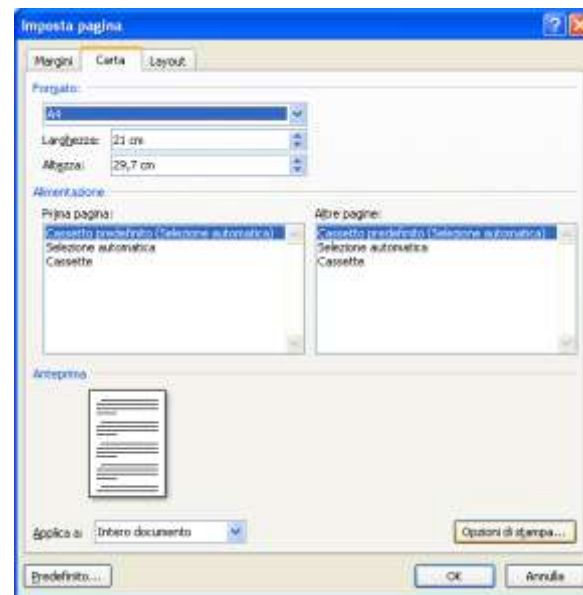 Imposta pagina
Margini Carta Layout
Formato:
A4
Larghezza: 21 cm
Altezza: 29,7 cm
Alimentazione
Prima pagina: Altre pagine:
Cassetto predefinito (Selezione automatica) Cassetto predefinito (Selezione automatica)
Selezione automatica Selezione automatica
Cassette Cassette
Anteprima
Applica a: Intero documento Opzioni di stampa...
Predefinito... OK Annulla